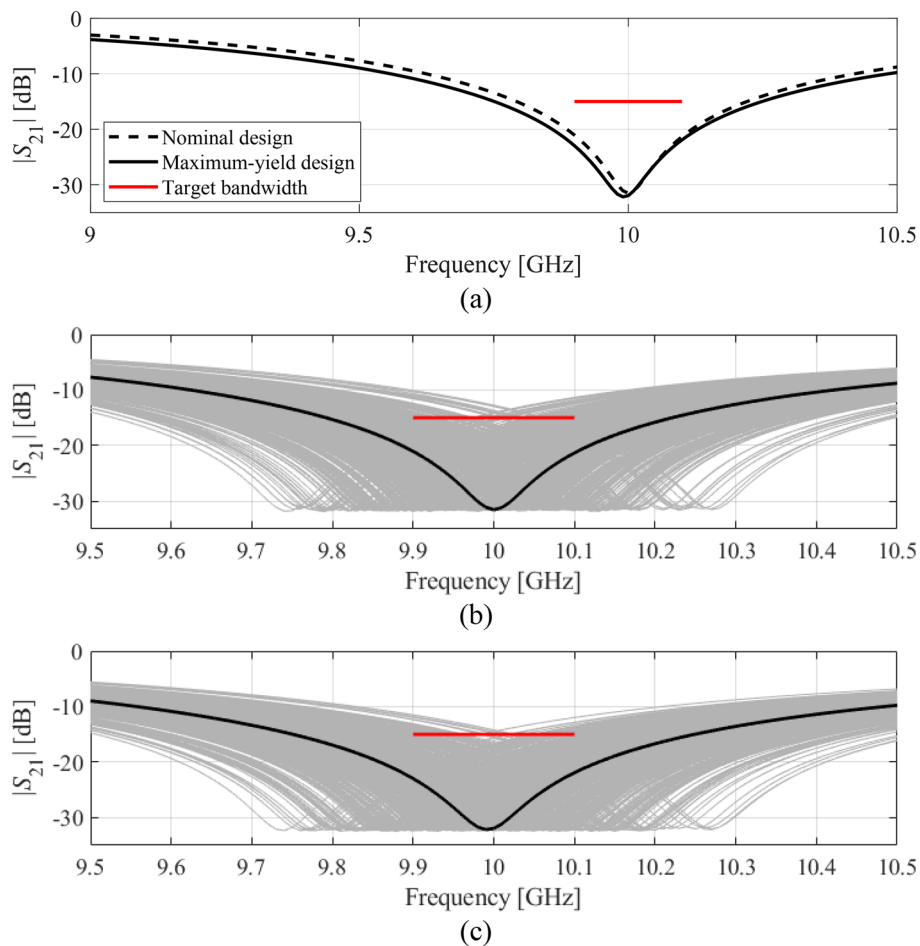 0
-10
-20
-30
|S21| [dB]
Nominal design
Maximum-yield design
Target bandwidth
9 9.5 10 10.5
Frequency [GHz]
(a)
0
-10
-20
-30
|S21| [dB]
9.5 9.6 9.7 9.8 9.9 10 10.1 10.2 10.3 10.4 10.5
Frequency [GHz]
(b)
0
-10
-20
-30
|S21| [dB]
9.5 9.6 9.7 9.8 9.9 10 10.1 10.2 10.3 10.4 10.5
Frequency [GHz]
(c)